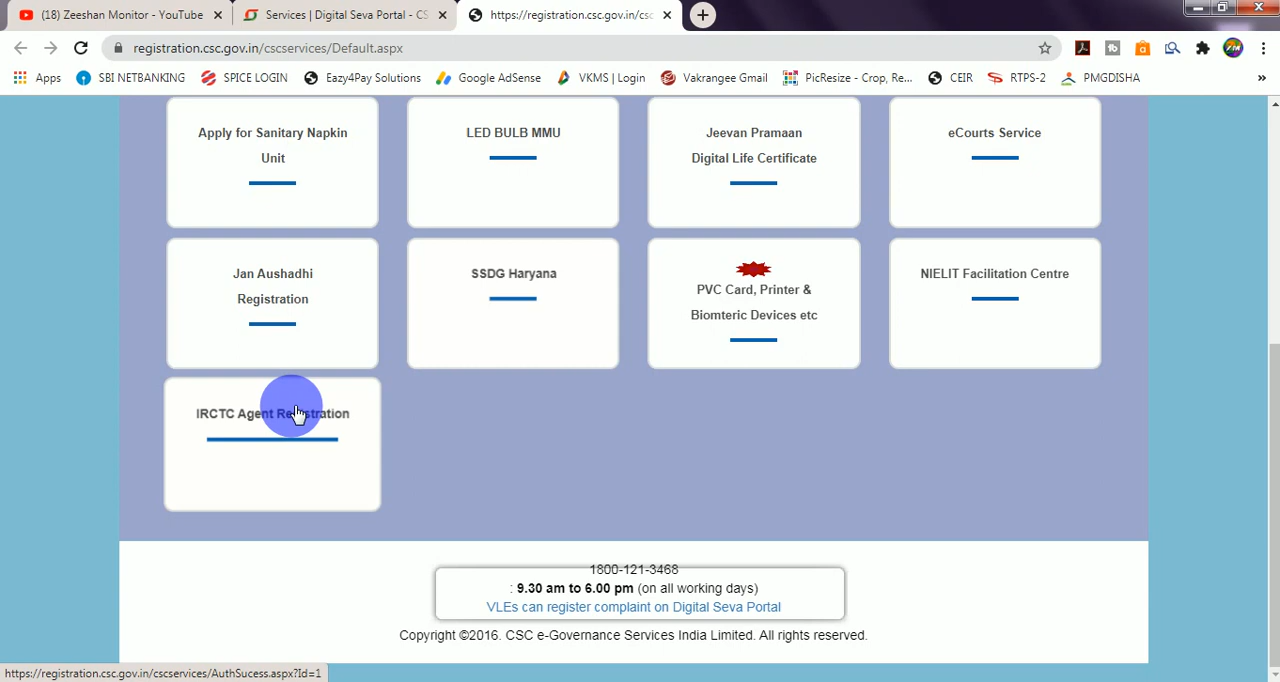 (18) Zeeshan Monitor - YouTube
Services | Digital Seva Portal - CS
https://registration.csc.gov.in/csc
registration.csc.gov.in/cscservices/Default.aspx
Apps
SBI NETBANKING
SPICE LOGIN
Eazy4Pay Solutions
Google AdSense
VKMS | Login
Vakrangee Gmail
PicResize - Crop, Re...
CEIR
RTPS-2
PMGDISHA
»
Apply for Sanitary Napkin
Unit
LED BULB MMU
Jeevan Pramaan
Digital Life Certificate
eCourts Service
Jan Aushadhi
Registration
SSDG Haryana
PVC Card, Printer &
Biomteric Devices etc
NIELIT Facilitation Centre
IRCTC Agent Registration
1800-121-3468
: 9.30 am to 6.00 pm (on all working days)
VLEs can register complaint on Digital Seva Portal
Copyright ©2016. CSC e-Governance Services India Limited. All rights reserved.
https://registration.csc.gov.in/cscservices/AuthSucess.aspx?Id=1